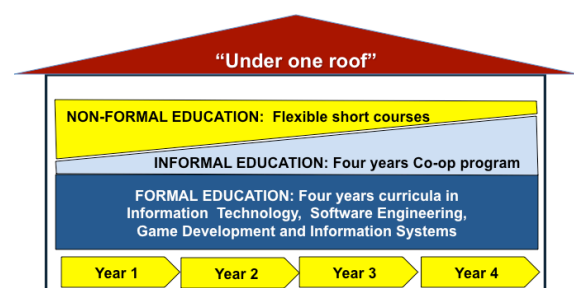 “Under one roof”
NON-FORMAL EDUCATION: Flexible short courses
INFORMAL EDUCATION: Four years Co-op program
FORMAL EDUCATION: Four years curricula in
Information Technology, Software Engineering,
Game Development and Information Systems
Year 1 Year 2 Year 3 Year 4